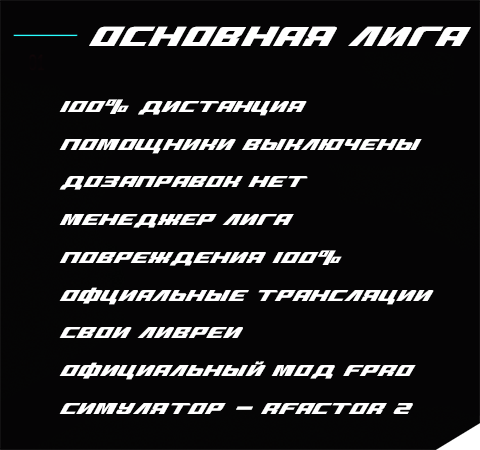 ОСНОВНАЯ ЛИГА
100% ДИСТАНЦИЯ
ПОМОЩНИКИ ВЫКЛЮЧЕНЫ
ДОЗАПРАВОК НЕТ
МЕНЕДЖЕР ЛИГА
ПОВРЕЖДЕНИЯ 100%
ОФЦИАЛЬНЫЕ ТРАНСЛЯЦИИ
СВОИ ЛИВРЕИ
ОФИЦИАЛЬНЫЙ МОД FPRO
СИМУЛЯТОР - RFACTOR 2